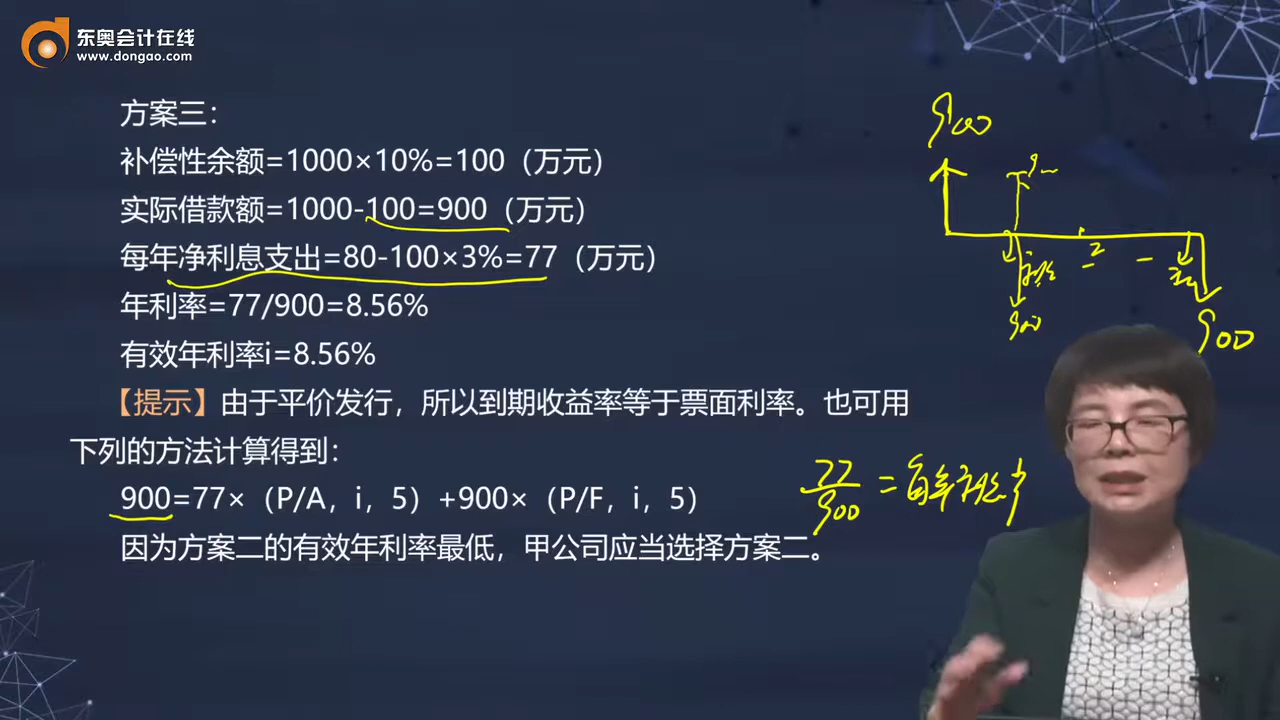 东奥会计在线
www.dongao.com
方案三：
补偿性余额=1000×10%=100（万元）
实际借款额=1000-100=900（万元）
每年净利息支出=80-100×3%=77（万元）
年利率=77/900=8.56%
有效年利率i=8.56%
【提示】由于平价发行，所以到期收益率等于票面利率。也可用
下列的方法计算得到：
900=77×（P/A，i，5）+900×（P/F，i，5）
因为方案二的有效年利率最低，甲公司应当选择方案二。
900
2
900
900
77
900
=